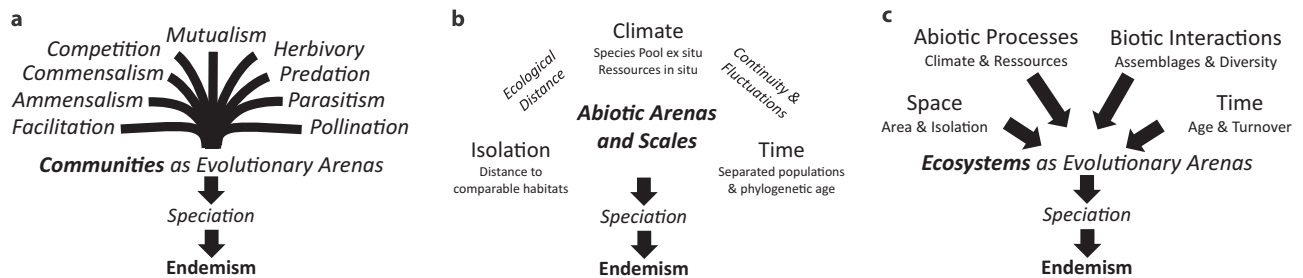 a
Mutualism
Competition
Herbivory
Commensalism
Predation
Ammensalism
Parasitism
Facilitation
Pollination
Communities as Evolutionary Arenas
Speciation
Endemism
b
Climate
Species Pool ex situ
Ressources in situ
Ecological
Distance
Continuity &
Fluctuations
Abiotic Arenas
and Scales
Isolation
Distance to
comparable habitats
Time
Separated populations
& phylogenetic age
Speciation
Endemism
c
Abiotic Processes
Climate & Ressources
Biotic Interactions
Assemblages & Diversity
Space
Area & Isolation
Time
Age & Turnover
Ecosystems as Evolutionary Arenas
Speciation
Endemism